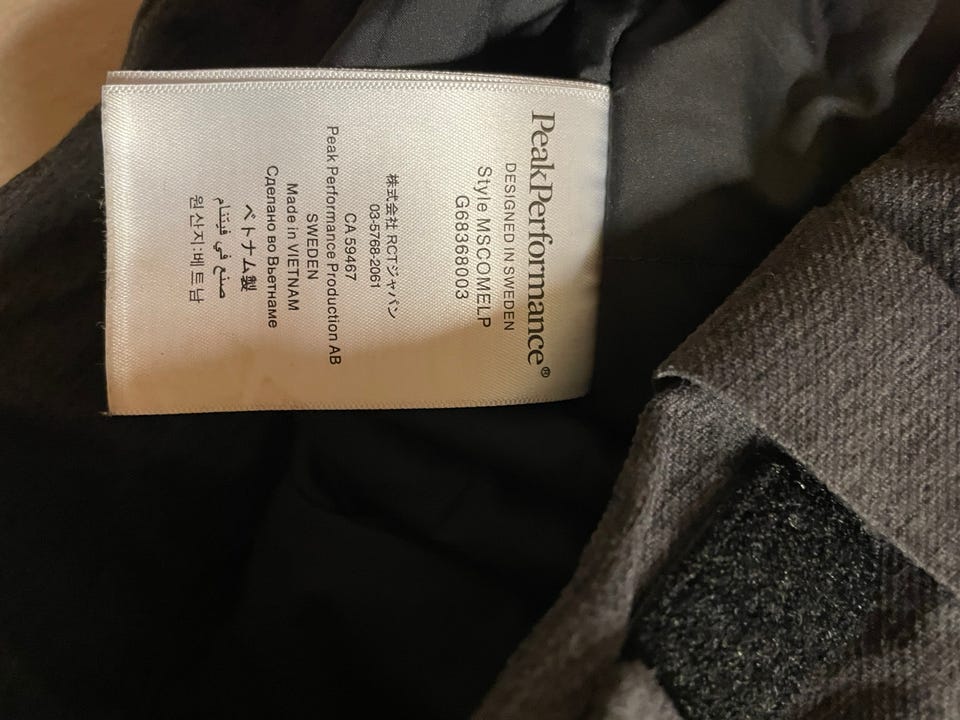 PeakPerformance®
DESIGNED IN SWEDEN
Style MSCOMELP
G68368003
株式会社 RCTジャパン
03-5768-2061
CA 59467
Peak Performance Production AB
SWEDEN
Made in VIETNAM
Сделано во Вьетнаме
ベトナム製
صنع في فيتنام
원산지:베트남